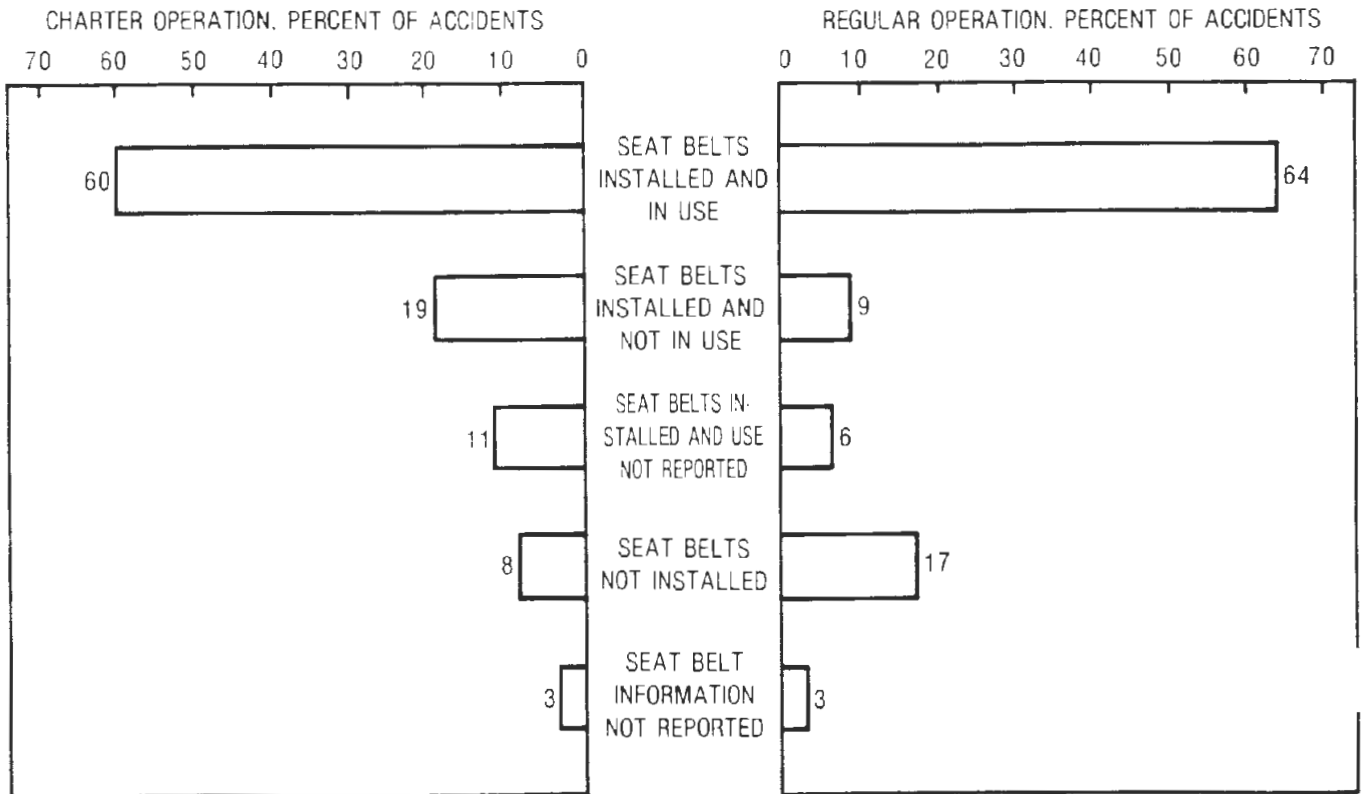 CHARTER OPERATION. PERCENT OF ACCIDENTS
70 60 50 40 30 20 10 0
REGULAR OPERATION. PERCENT OF ACCIDENTS
0 10 20 30 40 50 60 70
60
SEAT BELTS
INSTALLED AND
IN USE
64
19
SEAT BELTS
INSTALLED AND
NOT IN USE
9
11
SEAT BELTS IN-
STALLED AND USE
NOT REPORTED
6
8
SEAT BELTS
NOT INSTALLED
17
3
SEAT BELT
INFORMATION
NOT REPORTED
3